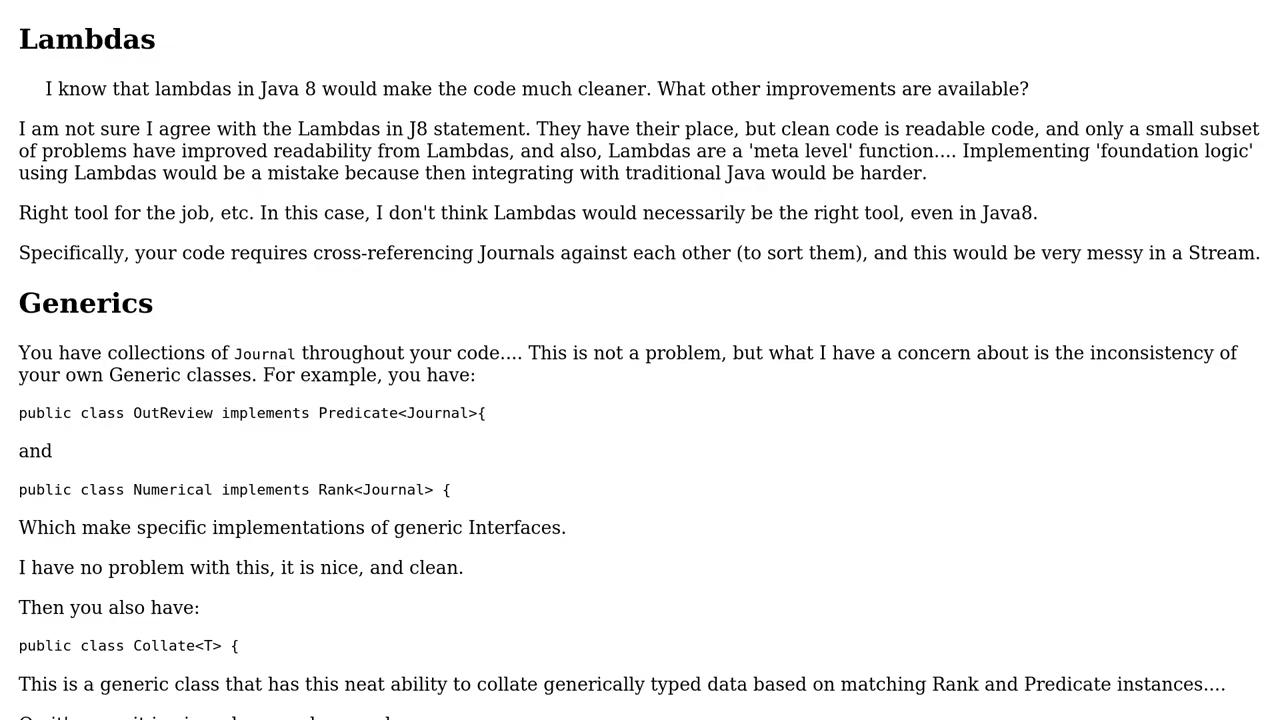 Lambdas
I know that lambdas in Java 8 would make the code much cleaner. What other improvements are available?
I am not sure I agree with the Lambdas in J8 statement. They have their place, but clean code is readable code, and only a small subset
of problems have improved readability from Lambdas, and also, Lambdas are a 'meta level' function.... Implementing 'foundation logic'
using Lambdas would be a mistake because then integrating with traditional Java would be harder.
Right tool for the job, etc. In this case, I don't think Lambdas would necessarily be the right tool, even in Java8.
Specifically, your code requires cross-referencing Journals against each other (to sort them), and this would be very messy in a Stream.
Generics
You have collections of Journal throughout your code.... This is not a problem, but what I have a concern about is the inconsistency of
your own Generic classes. For example, you have:
public class OutReview implements Predicate<Journal>{
and
public class Numerical implements Rank<Journal> {
Which make specific implementations of generic Interfaces.
I have no problem with this, it is nice, and clean.
Then you also have:
public class Collate<T> {
This is a generic class that has this neat ability to collate generically typed data based on matching Rank and Predicate instances....